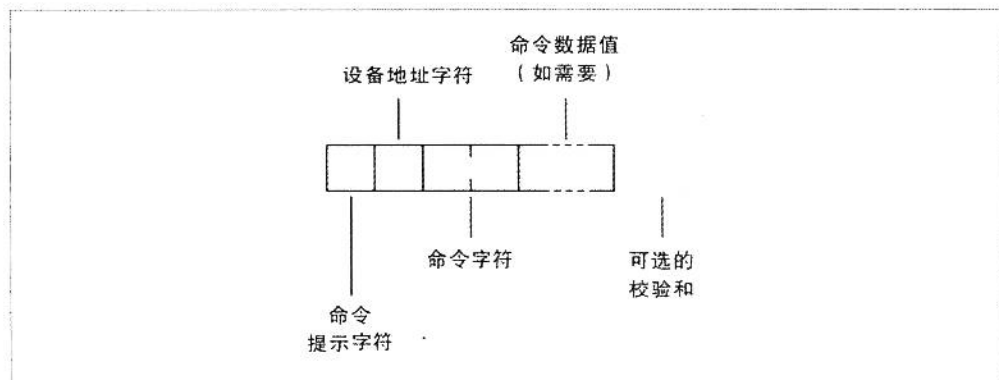 命令数据值
（如需要）
设备地址字符
命令字符
可选的
校验和
命令
提示字符